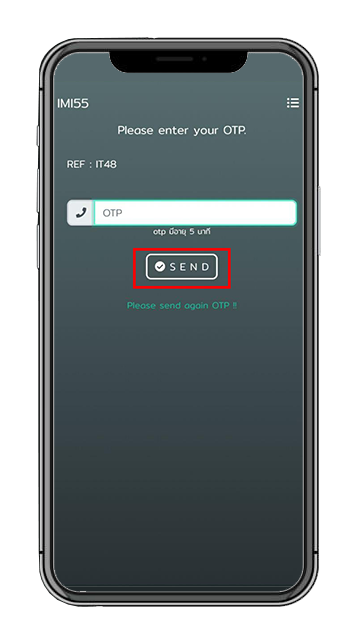 IMI55
Please enter your OTP.
REF : IT48
OTP
otp มีอายุ 5 นาที
SEND
Please send again OTP !!